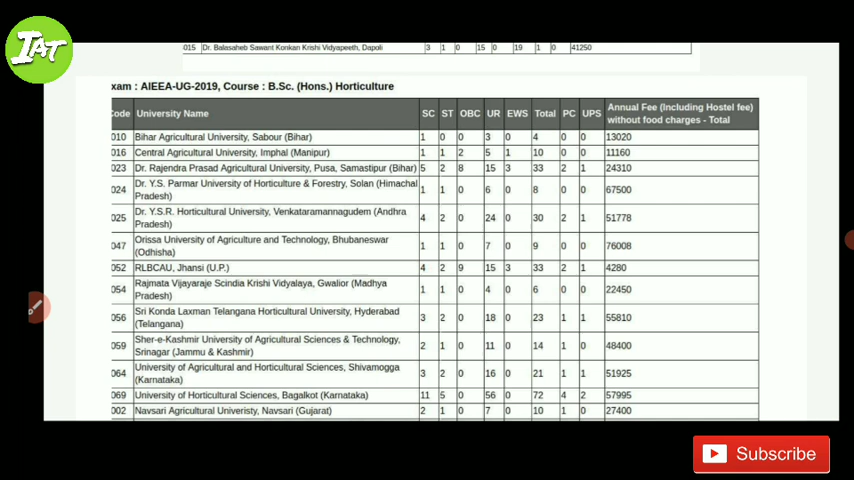 IAT
015 Dr. Balasaheb Sawant Konkan Krishi Vidyapeeth, Dapoli 3 1 0 15 0 19 1 0 41250
xam : AIEEA-UG-2019, Course : B.Sc. (Hons.) Horticulture
Code University Name SC ST OBC UR EWS Total PC UPS Annual Fee (Including Hostel fee)
without food charges - Total
010 Bihar Agricultural University, Sabour (Bihar) 1 0 0 3 0 4 0 0 13020
016 Central Agricultural University, Imphal (Manipur) 1 1 2 5 1 10 0 0 11160
023 Dr. Rajendra Prasad Agricultural University, Pusa, Samastipur (Bihar) 5 2 8 15 3 33 2 1 24310
024 Dr. Y.S. Parmar University of Horticulture & Forestry, Solan (Himachal
Pradesh) 1 1 0 6 0 8 0 0 67500
025 Dr. Y.S.R. Horticultural University, Venkataramannagudem (Andhra
Pradesh) 4 2 0 24 0 30 2 1 51778
047 Orissa University of Agriculture and Technology, Bhubaneswar
(Odhisha) 1 1 0 7 0 9 0 0 76008
052 RLBCAU, Jhansi (U.P.) 4 2 9 15 3 33 2 1 4280
054 Rajmata Vijayaraje Scindia Krishi Vidyalaya, Gwalior (Madhya
Pradesh) 1 1 0 4 0 6 0 0 22450
056 Sri Konda Laxman Telangana Horticultural University, Hyderabad
(Telangana) 3 2 0 18 0 23 1 1 55810
059 Sher-e-Kashmir University of Agricultural Sciences & Technology,
Srinagar (Jammu & Kashmir) 2 1 0 11 0 14 1 0 48400
064 University of Agricultural and Horticultural Sciences, Shivamogga
(Karnataka) 3 2 0 16 0 21 1 1 51925
069 University of Horticultural Sciences, Bagalkot (Karnataka) 11 5 0 56 0 72 4 2 57995
002 Navsari Agricultural Univeristy, Navsari (Gujarat) 2 1 0 7 0 10 1 0 27400
Subscribe